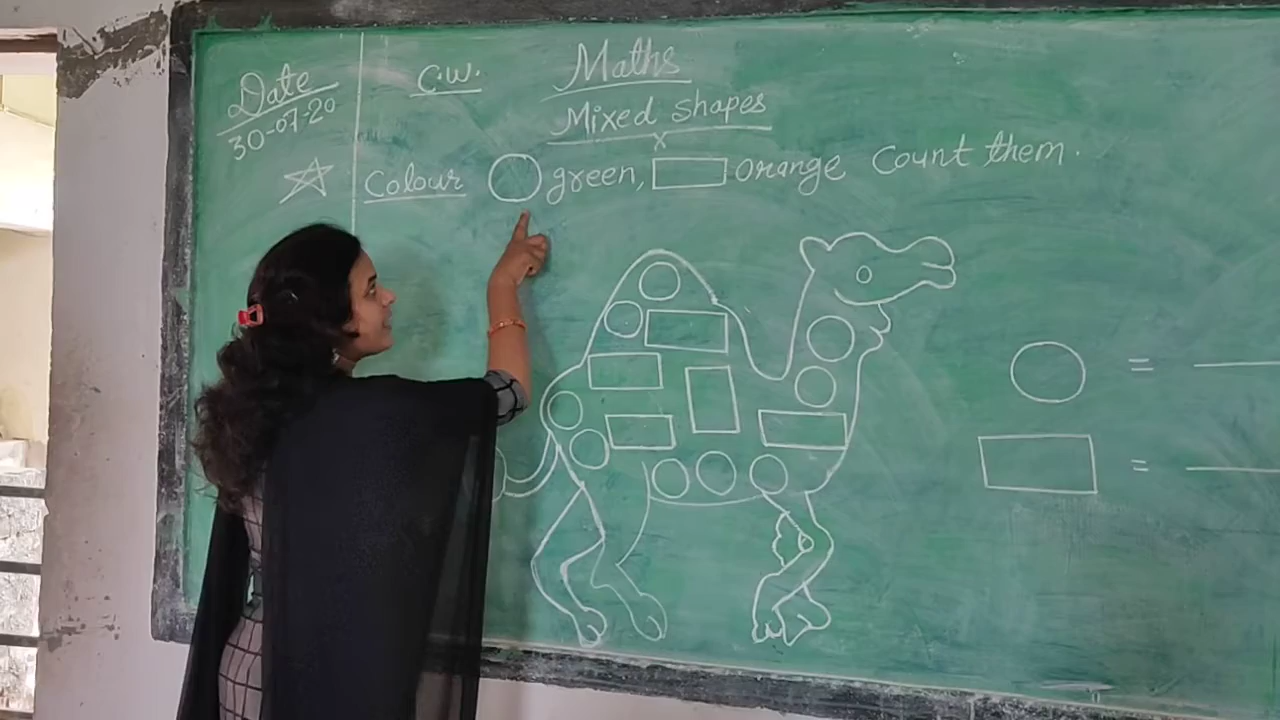 Date
30-07-20
C.W.
Maths
Mixed shapes
x
Colour green, orange Count them.
=
=